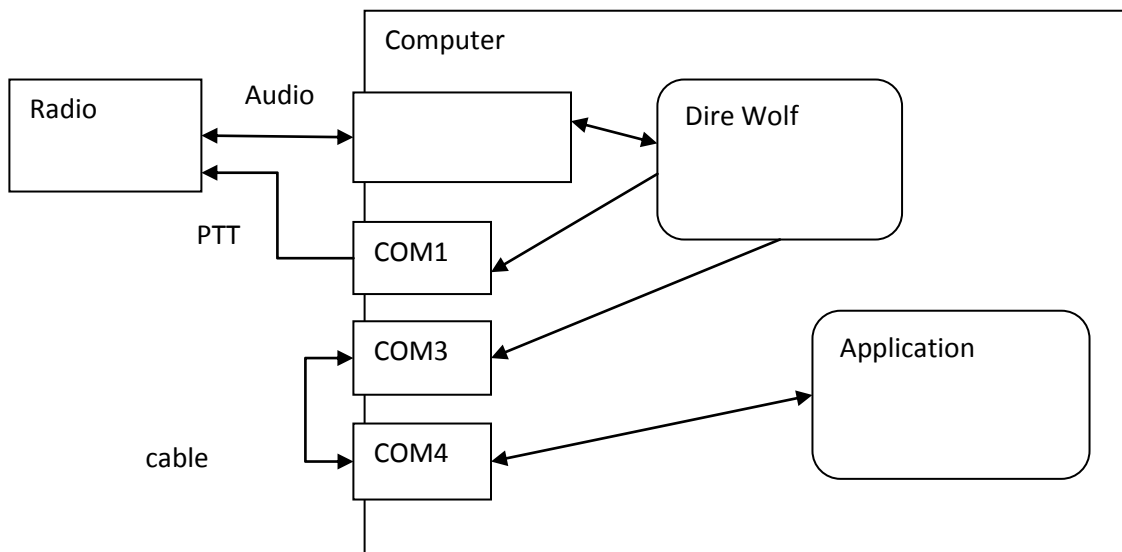 Computer
Radio
Audio
Dire Wolf
PTT
COM1
COM3
Application
cable
COM4